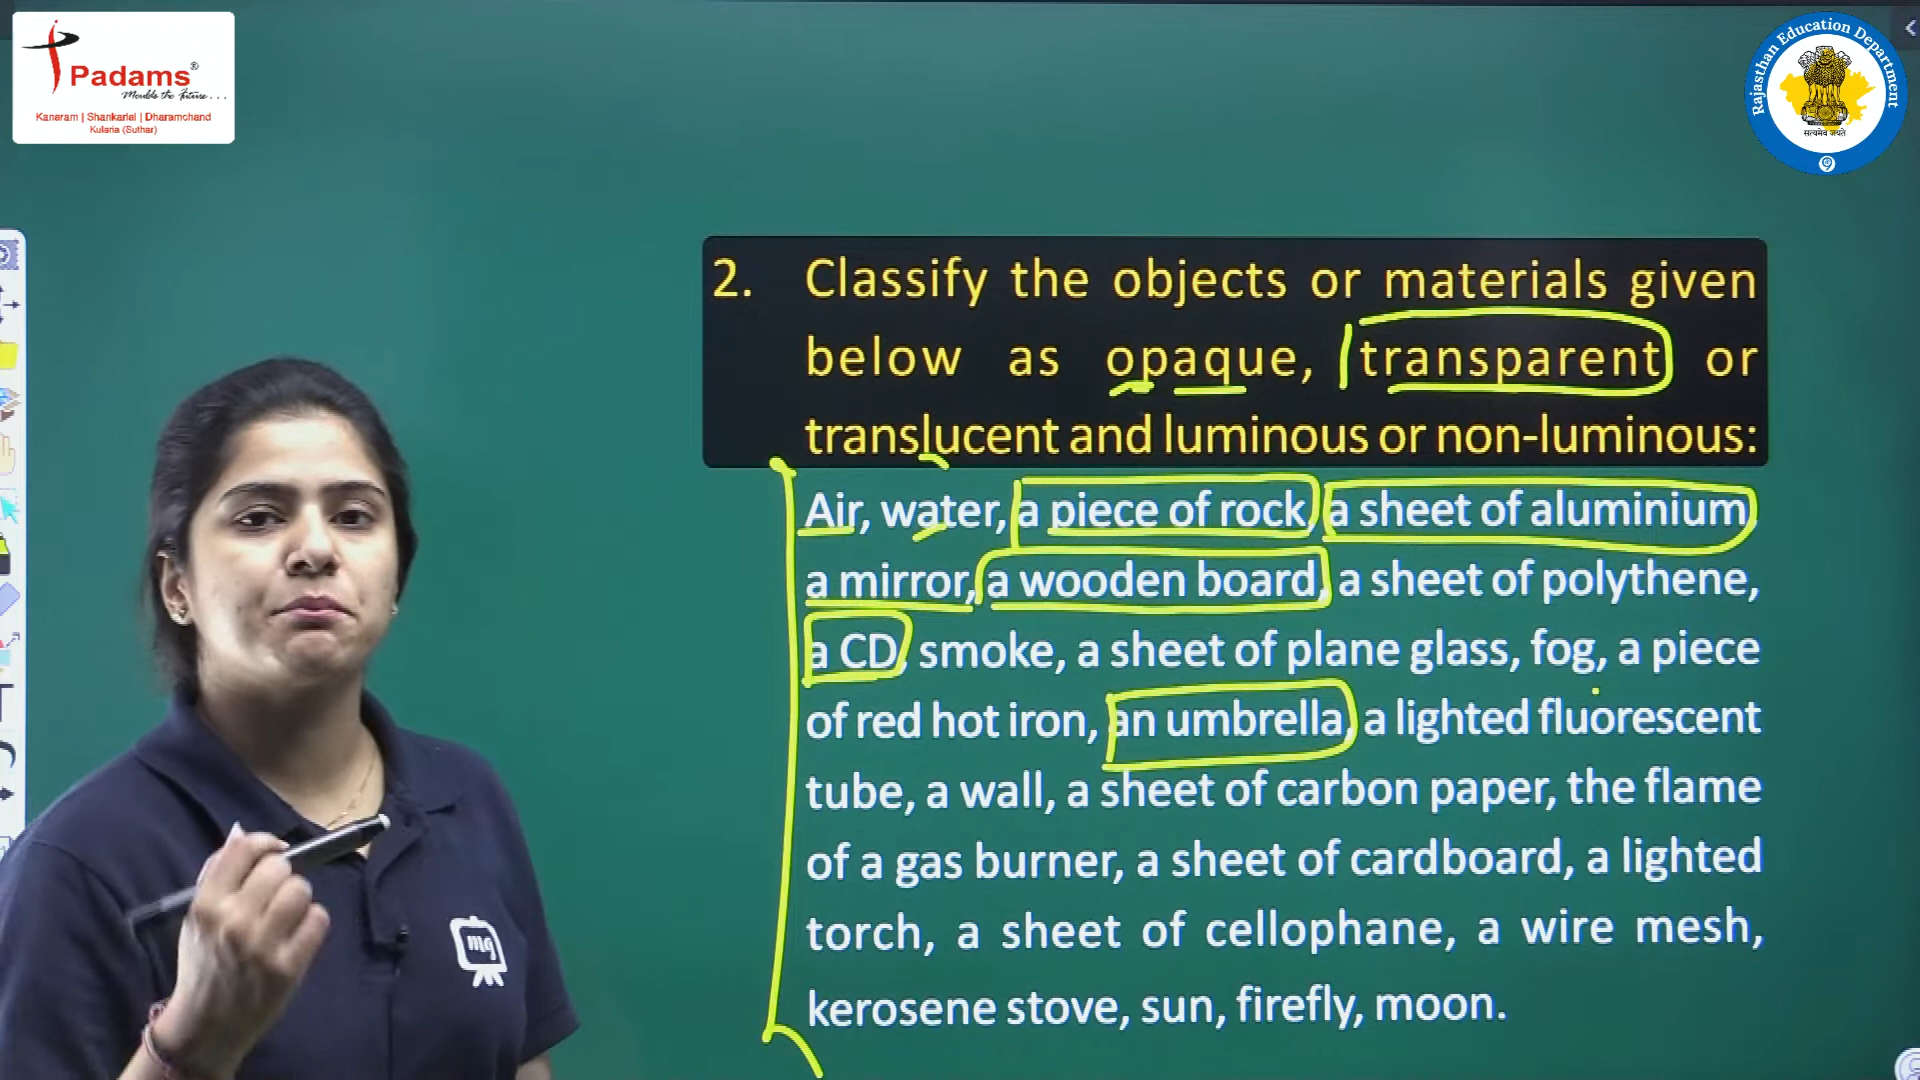 Padams®
Moulds the Future...
Kanaram | Shankarlal | Dharamchand
Kularia (Suthar)
Rajasthan Education Department
सत्यमेव जयते
2. Classify the objects or materials given
below as opaque, transparent or
translucent and luminous or non-luminous:
Air, water, a piece of rock, a sheet of aluminium,
a mirror, a wooden board, a sheet of polythene,
a CD, smoke, a sheet of plane glass, fog, a piece
of red hot iron, an umbrella, a lighted fluorescent
tube, a wall, a sheet of carbon paper, the flame
of a gas burner, a sheet of cardboard, a lighted
torch, a sheet of cellophane, a wire mesh,
kerosene stove, sun, firefly, moon.
mg